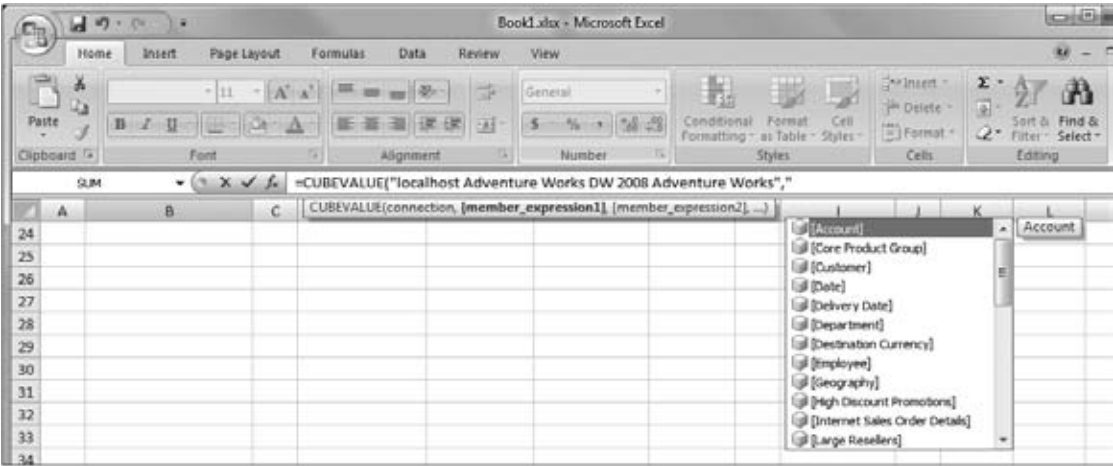 Book1.xlsx - Microsoft Excel
Home Insert Page Layout Formulas Data Review View
Paste
11 A A
B I U A
General
$ % ,
Conditional Formatting
Format as Table
Cell Styles
Insert
Delete
Format
Σ
Sort & Filter
Find & Select
Clipboard Font Alignment Number Styles Cells Editing
SUM X ✓ fx =CUBEVALUE("localhost Adventure Works DW 2008 Adventure Works","
CUBEVALUE(connection, [member_expression1], [member_expression2], ...)
A B C I J K L
24
25
26
27
28
29
30
31
32
33
34
[Account]
[Core Product Group]
[Customer]
[Date]
[Delivery Date]
[Department]
[Destination Currency]
[Employee]
[Geography]
[High Discount Promotions]
[Internet Sales Order Details]
[Large Resellers]
Account